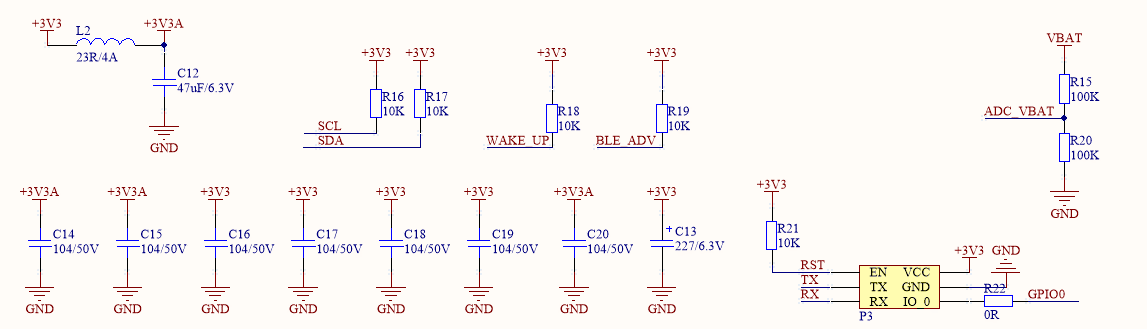 +3V3 L2 +3V3A
23R/4A
C12
47uF/6.3V
GND
+3V3 +3V3
R16 R17
10K 10K
SCL
SDA
+3V3
R18
10K
WAKE_UP
+3V3
R19
10K
BLE_ADV
VBAT
R15
100K
ADC_VBAT
R20
100K
GND
+3V3A +3V3A +3V3 +3V3 +3V3 +3V3 +3V3A +3V3
C14 C15 C16 C17 C18 C19 C20 + C13
104/50V 104/50V 104/50V 104/50V 104/50V 104/50V 104/50V 227/6.3V
GND GND GND GND GND GND GND GND
+3V3
R21
10K
+3V3 GND
RST EN VCC
TX TX GND R22
RX RX IO_0 GPIO0
P3 0R